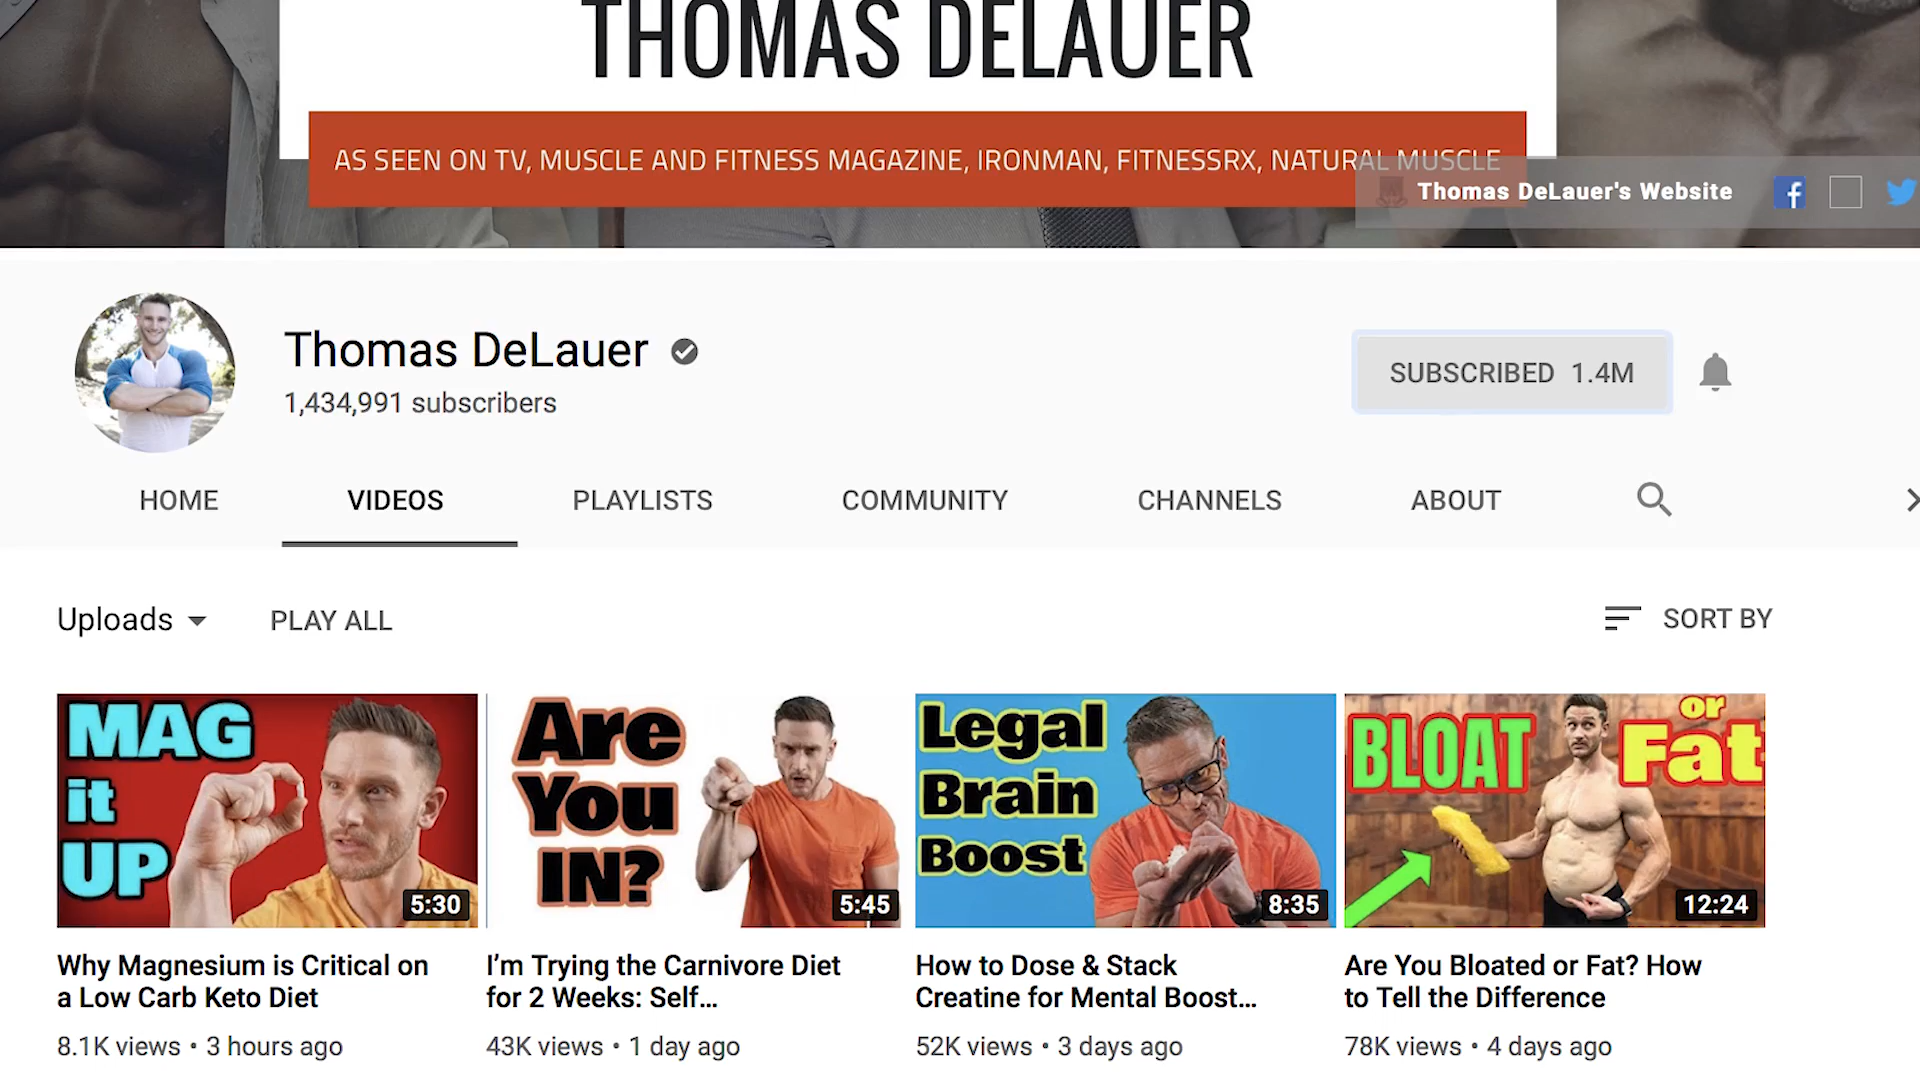 THOMAS DELAUER
AS SEEN ON TV, MUSCLE AND FITNESS MAGAZINE, IRONMAN, FITNESSRX, NATURAL MUSCLE
Thomas DeLauer's Website
Thomas DeLauer
1,434,991 subscribers
SUBSCRIBED 1.4M
HOME VIDEOS PLAYLISTS COMMUNITY CHANNELS ABOUT
Uploads PLAY ALL SORT BY
MAG
it
UP
5:30
Are
You
IN?
5:45
Legal
Brain
Boost
8:35
BLOAT or Fat
12:24
Why Magnesium is Critical on
a Low Carb Keto Diet
8.1K views • 3 hours ago
I’m Trying the Carnivore Diet
for 2 Weeks: Self...
43K views • 1 day ago
How to Dose & Stack
Creatine for Mental Boost...
52K views • 3 days ago
Are You Bloated or Fat? How
to Tell the Difference
78K views • 4 days ago